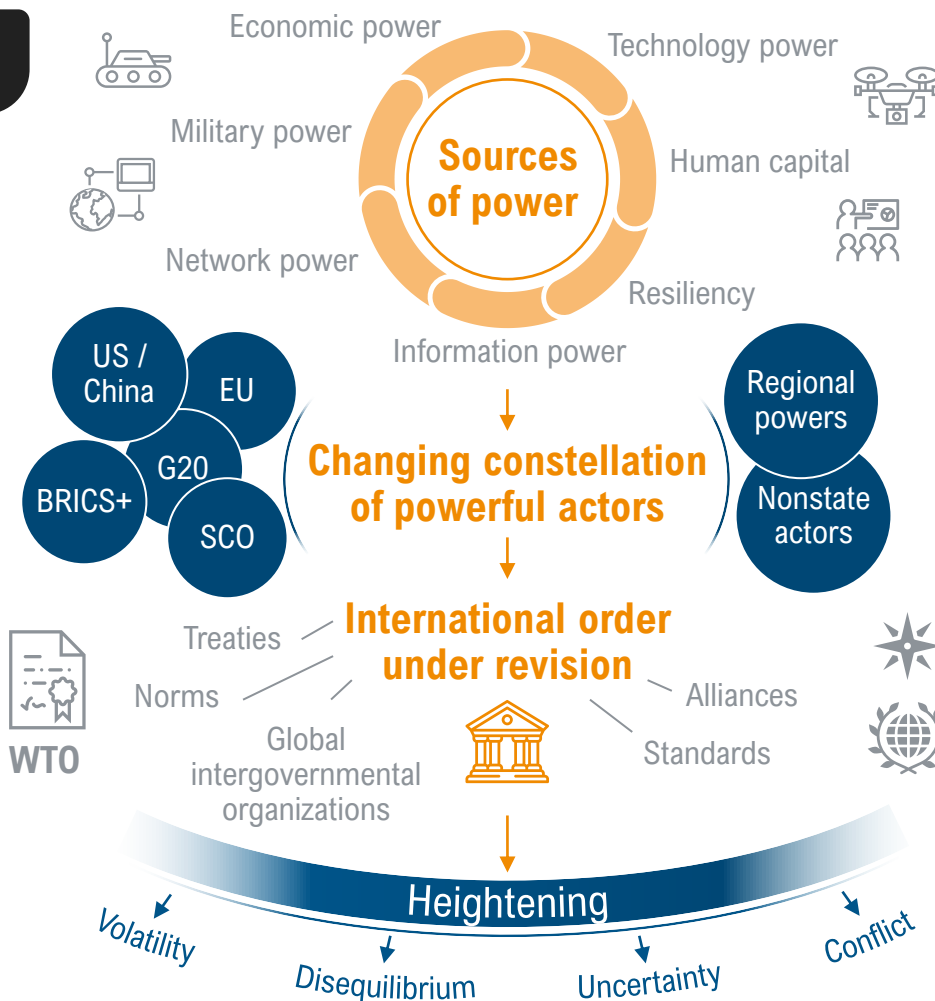 Economic power
Technology power
Military power
Sources
of power
Human capital
Network power
Resiliency
Information power
US /
China
EU
G20
BRICS+
SCO
Changing constellation
of powerful actors
Regional
powers
Nonstate
actors
International order
under revision
Treaties
Norms
Global
intergovernmental
organizations
Alliances
Standards
WTO
Heightening
Volatility
Disequilibrium
Uncertainty
Conflict